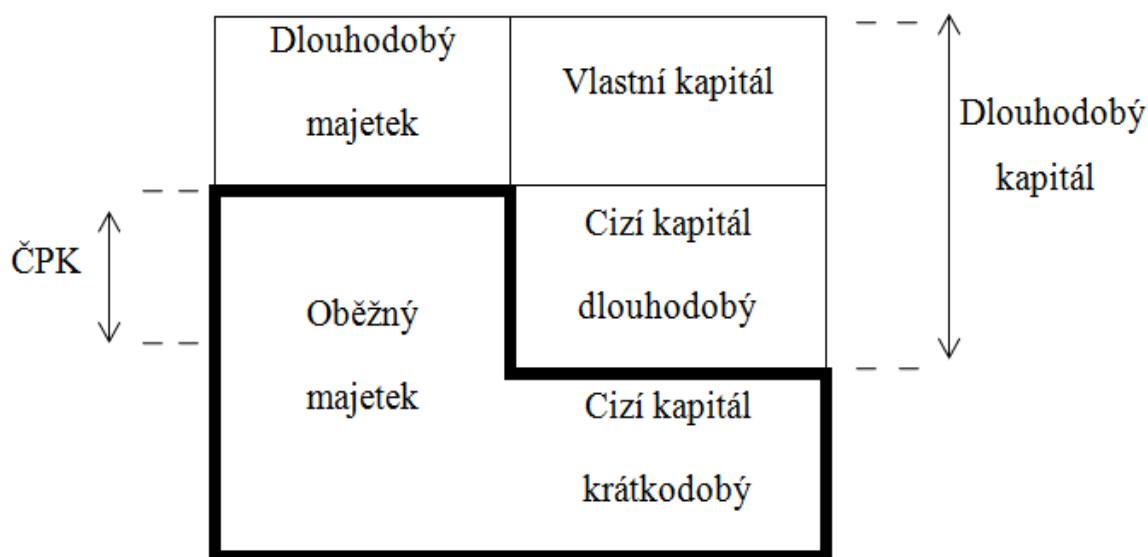 Dlouhodobý
majetek
Vlastní kapitál
Dlouhodobý
kapitál
ČPK
Oběžný
majetek
Cizí kapitál
dlouhodobý
Cizí kapitál
krátkodobý